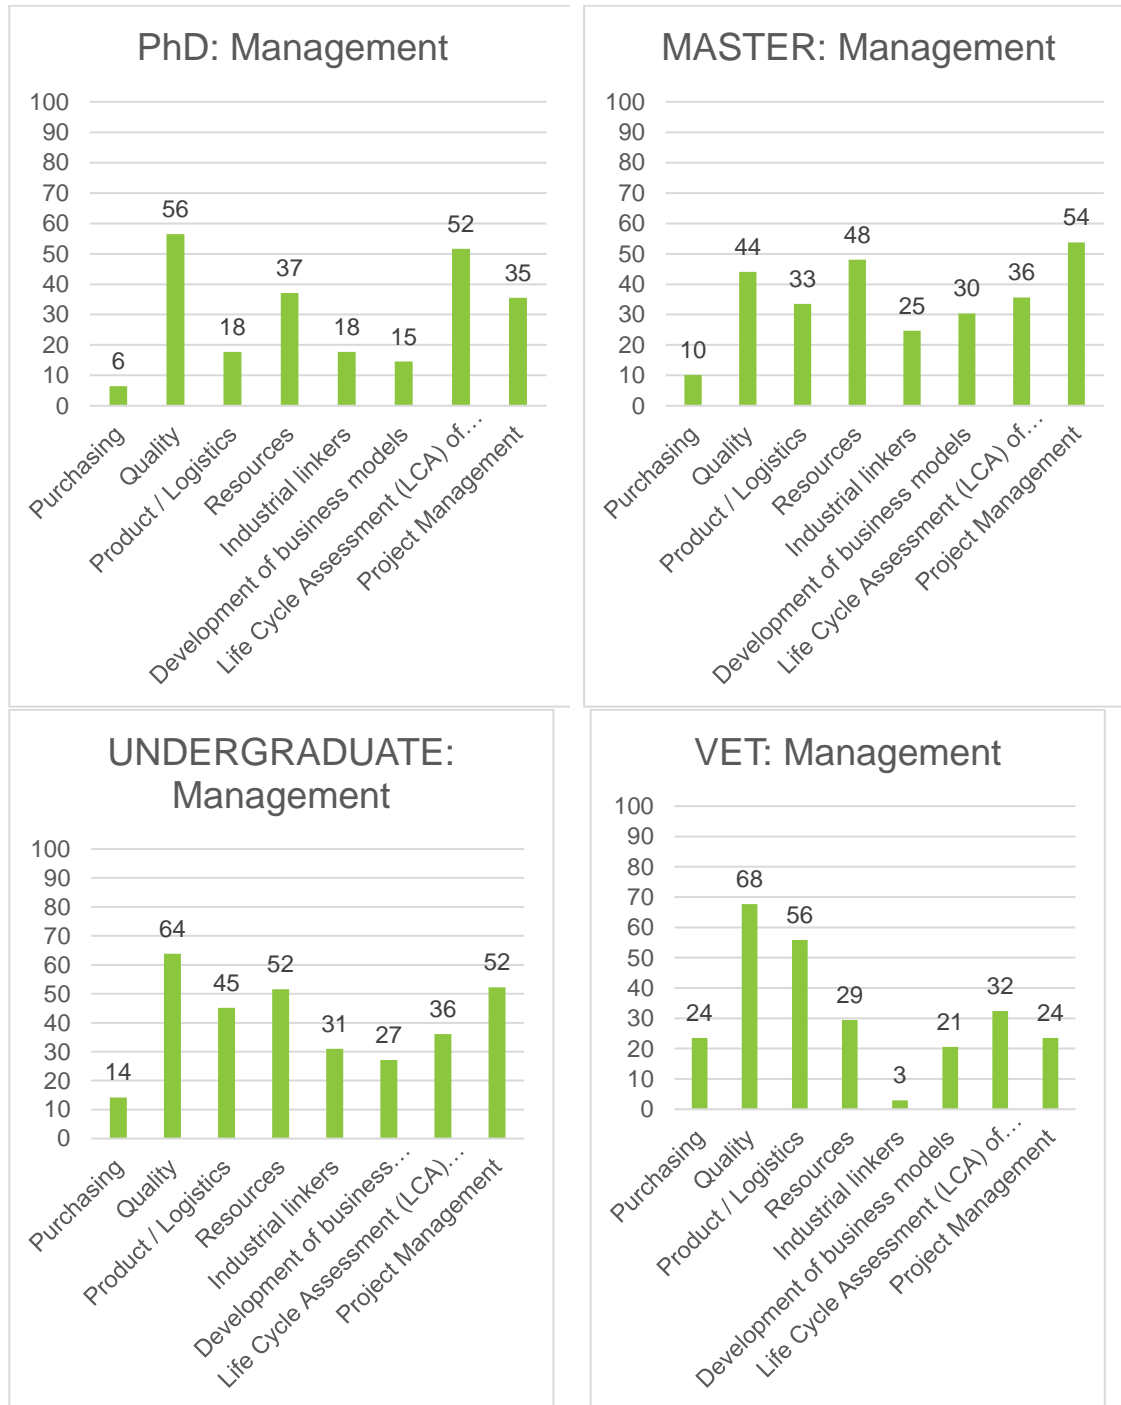 PhD: Management
100
90
80
70
60
50
40
30
20
10
0
6
56
18
37
18
15
52
35
Purchasing
Quality
Product / Logistics
Resources
Industrial linkers
Development of business models
Life Cycle Assessment (LCA) of…
Project Management
MASTER: Management
100
90
80
70
60
50
40
30
20
10
0
10
44
33
48
25
30
36
54
Purchasing
Quality
Product / Logistics
Resources
Industrial linkers
Development of business models
Life Cycle Assessment (LCA) of…
Project Management
UNDERGRADUATE:
Management
100
90
80
70
60
50
40
30
20
10
0
14
64
45
52
31
27
36
52
Purchasing
Quality
Product / Logistics
Resources
Industrial linkers
Development of business…
Life Cycle Assessment (LCA)…
Project Management
VET: Management
100
90
80
70
60
50
40
30
20
10
0
24
68
56
29
3
21
32
24
Purchasing
Quality
Product / Logistics
Resources
Industrial linkers
Development of business models
Life Cycle Assessment (LCA) of…
Project Management